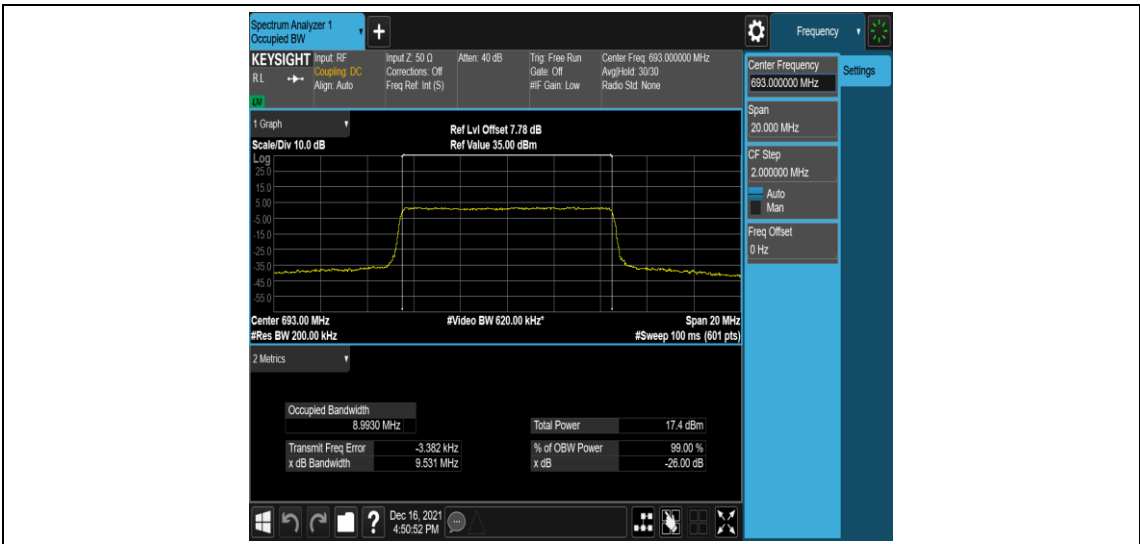 Spectrum Analyzer 1
Occupied BW
+
Frequency
KEYSIGHT Input: RF Input Z: 50 Ω Atten: 40 dB Trig: Free Run Center Freq: 693.000000 MHz
Coupling: DC Corrections: Off Gate: Off Avg|Hold: 30/30
RL Align: Auto Freq Ref: Int (S) #IF Gain: Low Radio Std: None
LXI
Center Frequency
693.000000 MHz
Settings
Span
20.000 MHz
CF Step
2.000000 MHz
Auto
Man
Freq Offset
0 Hz
1 Graph
Ref Lvl Offset 7.78 dB
Scale/Div 10.0 dB Ref Value 35.00 dBm
Log
25.0
15.0
5.00
-5.00
-15.0
-25.0
-35.0
-45.0
-55.0
Center 693.00 MHz #Video BW 620.00 kHz* Span 20 MHz
#Res BW 200.00 kHz #Sweep 100 ms (601 pts)
2 Metrics
Occupied Bandwidth
8.9930 MHz Total Power 17.4 dBm
Transmit Freq Error -3.382 kHz % of OBW Power 99.00 %
x dB Bandwidth 9.531 MHz x dB -26.00 dB
? Dec 16, 2021
4:50:52 PM